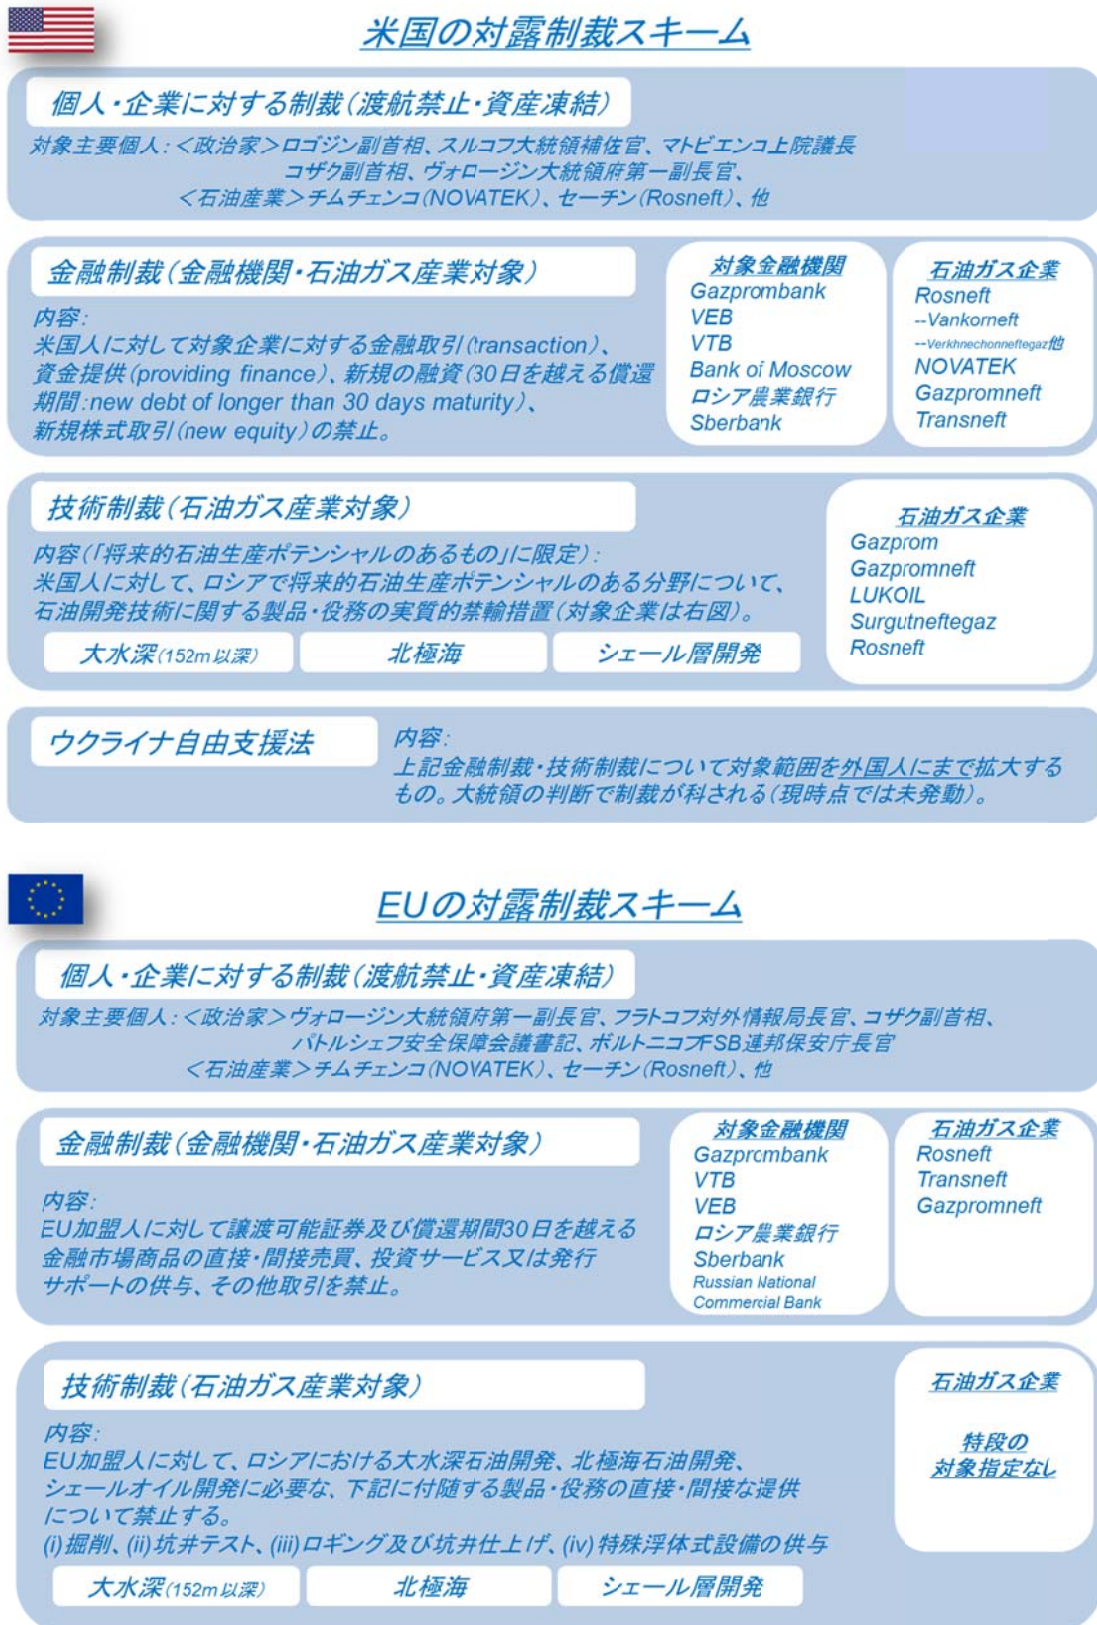 米国の対露制裁スキーム
個人・企業に対する制裁（渡航禁止・資産凍結）
対象主要個人：＜政治家＞ロゴジン副首相、スルコフ大統領補佐官、マトビエンコ上院議長
コザク副首相、ヴォロージン大統領府第一副長官、
＜石油産業＞チムチェンコ（NOVATEK）、セーチン（Rosneft）、他
金融制裁（金融機関・石油ガス産業対象）
内容：
米国人に対して対象企業に対する金融取引（transaction）、
資金提供（providing finance）、新規の融資（30日を越える償還
期間：new debt of longer than 30 days maturity）、
新規株式取引（new equity）の禁止。
対象金融機関
Gazprombank
VEB
VTB
Bank of Moscow
ロシア農業銀行
Sberbank
石油ガス企業
Rosneft
--Vankorneft
--Verkhnechonneftegaz他
NOVATEK
Gazpromneft
Transneft
技術制裁（石油ガス産業対象）
内容（「将来的石油生産ポテンシャルのあるもの」に限定）：
米国人に対して、ロシアで将来的石油生産ポテンシャルのある分野について、
石油開発技術に関する製品・役務の実質的禁輸措置（対象企業は右図）。
大水深（152m以深）
北極海
シェール層開発
石油ガス企業
Gazprom
Gazpromneft
LUKOIL
Surgutneftegaz
Rosneft
ウクライナ自由支援法
内容：
上記金融制裁・技術制裁について対象範囲を外国人にまで拡大する
もの。大統領の判断で制裁が科される（現時点では未発動）。
EUの対露制裁スキーム
個人・企業に対する制裁（渡航禁止・資産凍結）
対象主要個人：＜政治家＞ヴォロージン大統領府第一副長官、フラトコフ対外情報局長官、コザク副首相、
パトルシェフ安全保障会議書記、ボルトニコフFSB連邦保安庁長官
＜石油産業＞チムチェンコ（NOVATEK）、セーチン（Rosneft）、他
金融制裁（金融機関・石油ガス産業対象）
内容：
EU加盟人に対して譲渡可能証券及び償還期間30日を越える
金融市場商品の直接・間接売買、投資サービス又は発行
サポートの供与、その他取引を禁止。
対象金融機関
Gazprombank
VTB
VEB
ロシア農業銀行
Sberbank
Russian National
Commercial Bank
石油ガス企業
Rosneft
Transneft
Gazpromneft
技術制裁（石油ガス産業対象）
内容：
EU加盟人に対して、ロシアにおける大水深石油開発、北極海石油開発、
シェールオイル開発に必要な、下記に付随する製品・役務の直接・間接な提供
について禁止する。
(i)掘削、(ii)坑井テスト、(iii)ロギング及び坑井仕上げ、(iv)特殊浮体式設備の供与
大水深（152m以深）
北極海
シェール層開発
石油ガス企業
特段の
対象指定なし